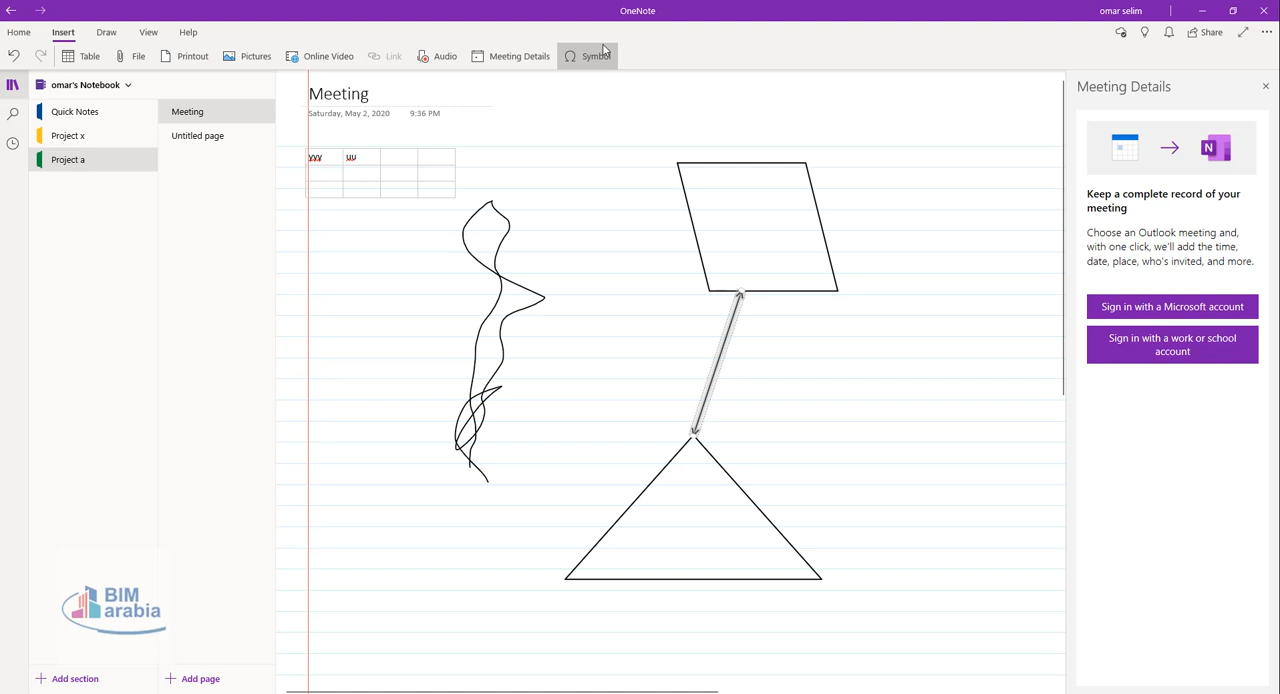 OneNote
omar selim
Home Insert Draw View Help
Share
Table File Printout Pictures Online Video Link Audio Meeting Details Symbol
omar's Notebook
Quick Notes
Project x
Project a
Meeting
Untitled page
Meeting
Saturday, May 2, 2020 9:36 PM
yyy uu
Meeting Details
N
Keep a complete record of your
meeting
Choose an Outlook meeting and,
with one click, we'll add the time,
date, place, who's invited, and more.
Sign in with a Microsoft account
Sign in with a work or school
account
BIM
arabia
Add section
Add page